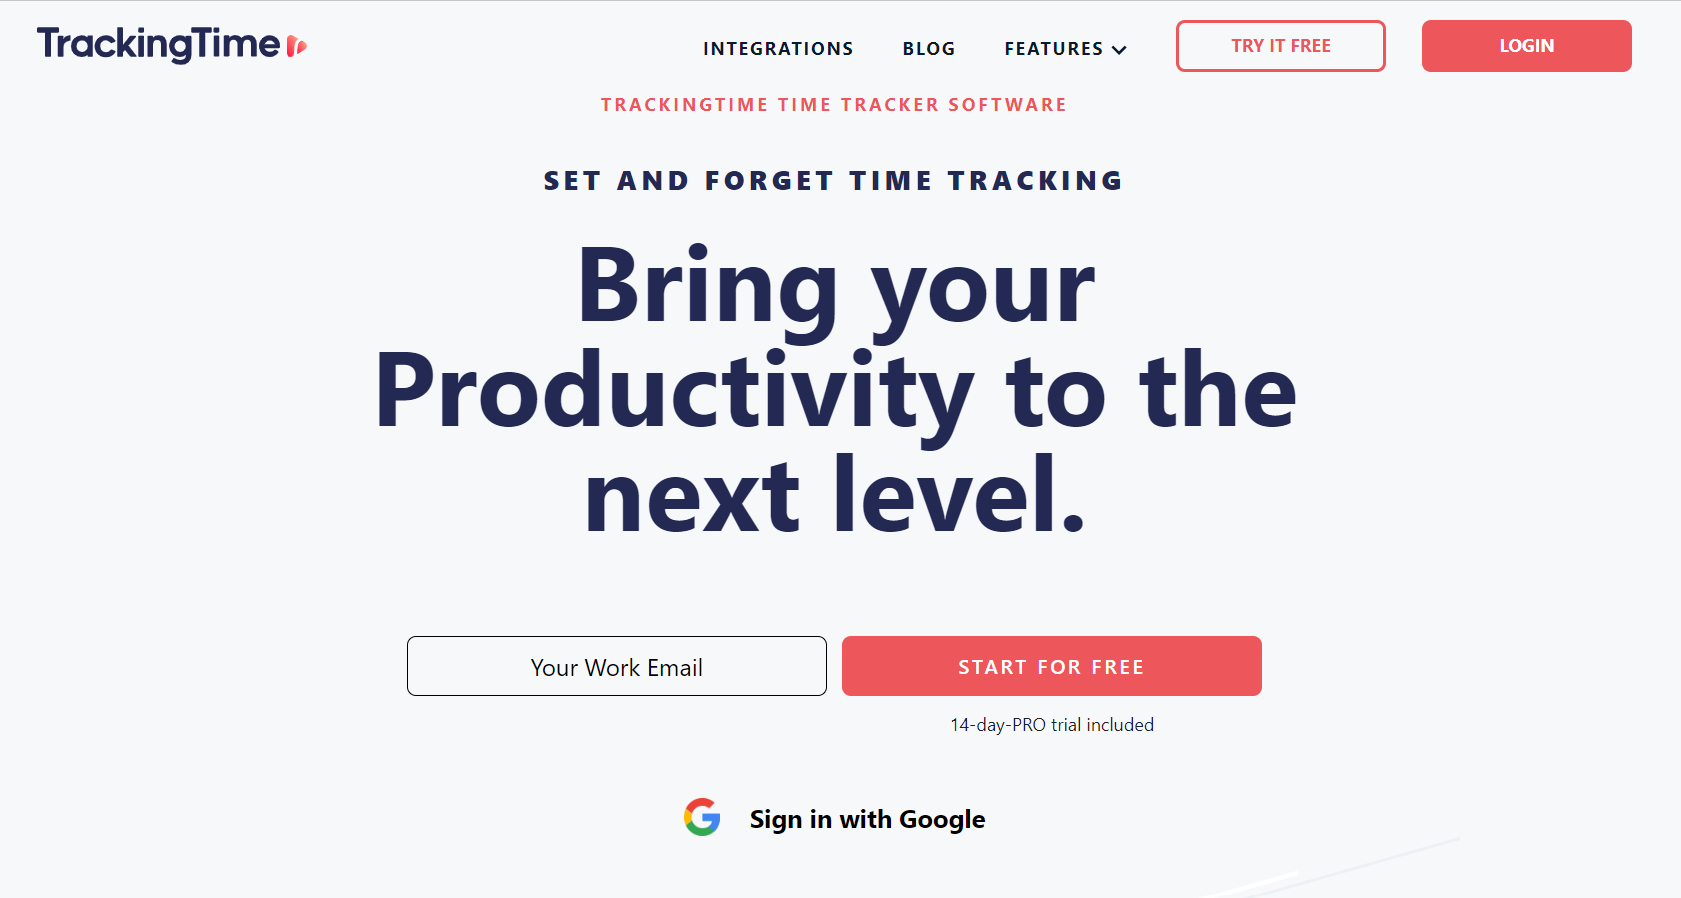 TrackingTime
INTEGRATIONS BLOG FEATURES TRY IT FREE LOGIN
TRACKINGTIME TIME TRACKER SOFTWARE
SET AND FORGET TIME TRACKING
Bring your
Productivity to the
next level.
Your Work Email START FOR FREE
14-day-PRO trial included
Sign in with Google